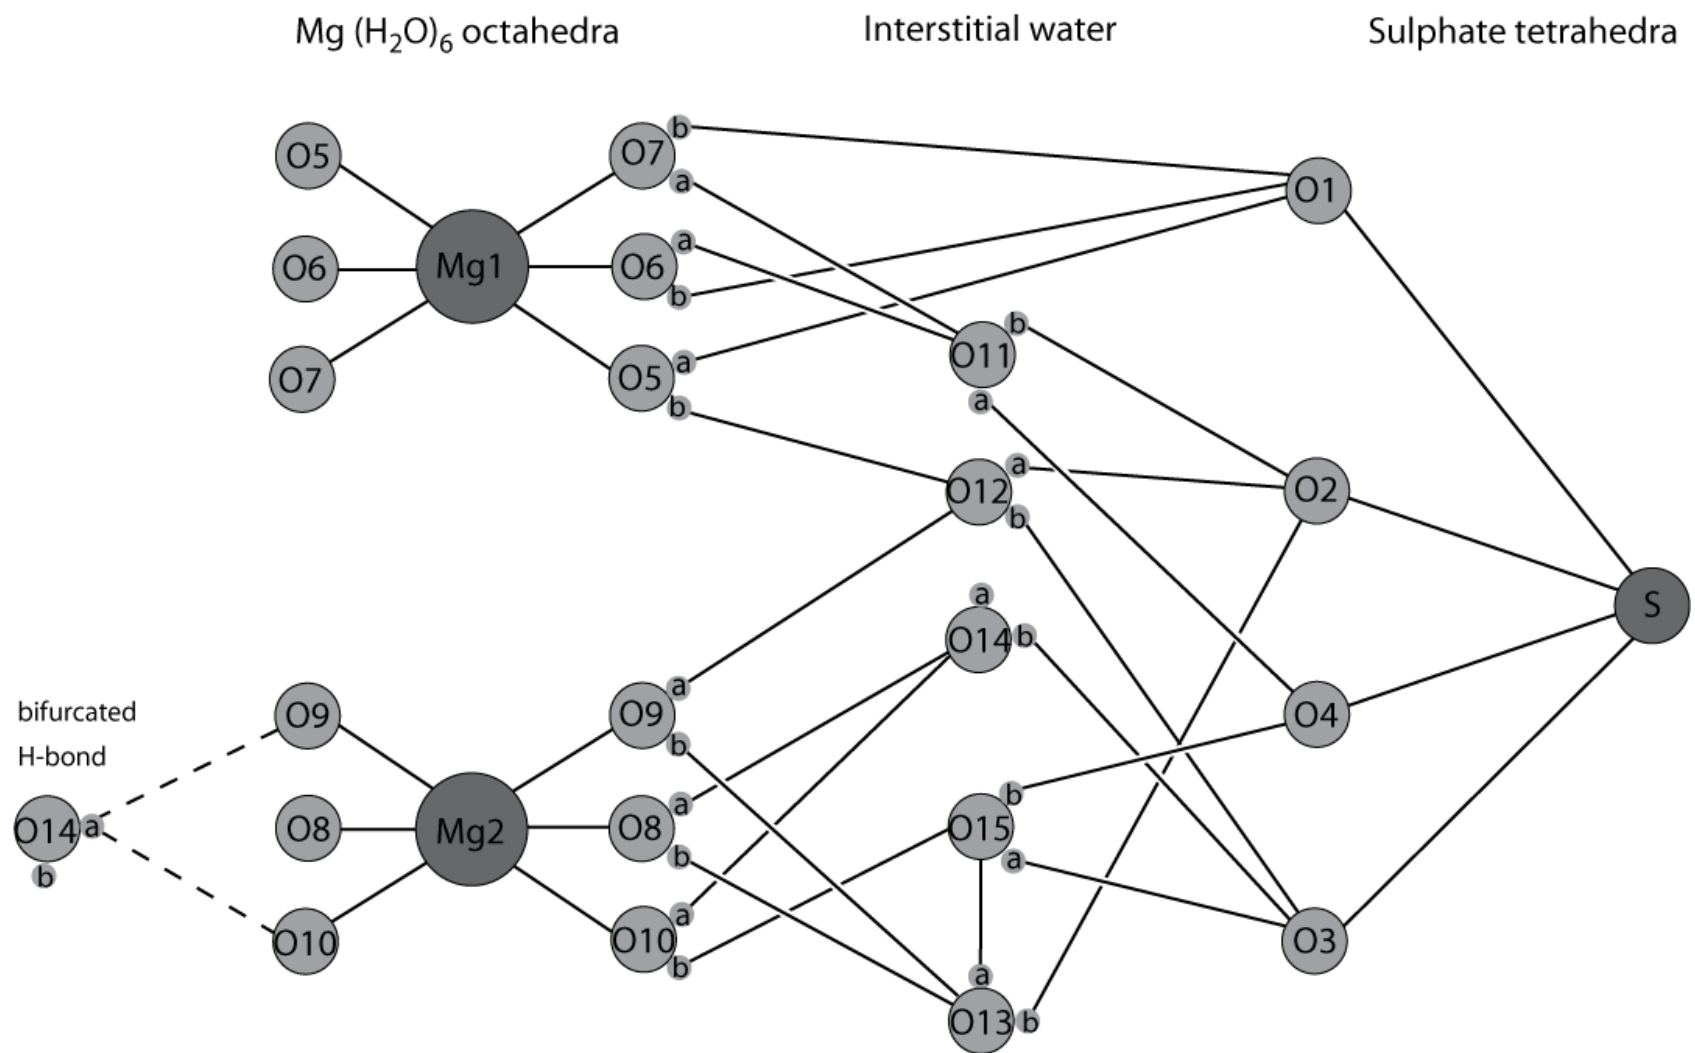 Mg (H₂O)₆ octahedra
Interstitial water
Sulphate tetrahedra
b
O5
O7
a
O1
a
O6
Mg1
O6
b
b
O11
a
O7
O5
a
b
a
O12
O2
b
a
O14
b
S
a
bifurcated
O9
O9
O4
H-bond
b
b
a
O14
a
O8
Mg2
O8
O15
b
a
b
a
O10
O10
O3
b
a
O13
b